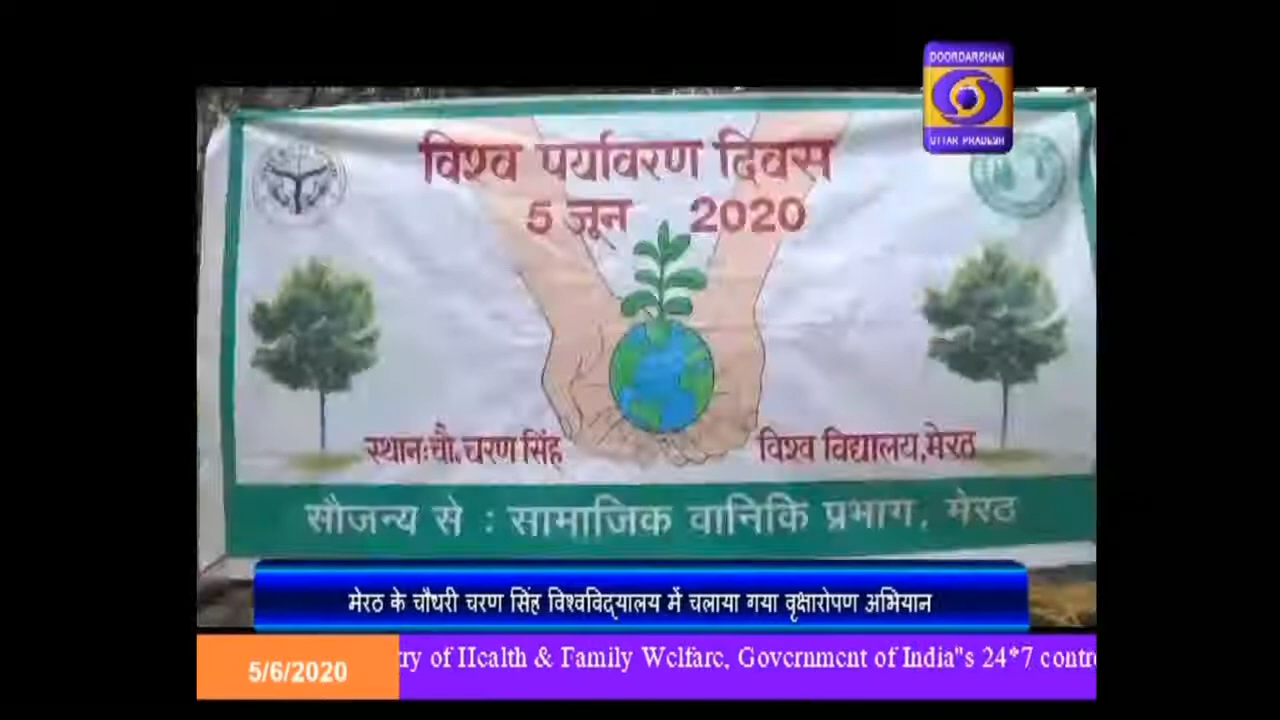 DOORDARSHAN
UTTAR PRADESH
विश्व पर्यावरण दिवस
5 जून 2020
स्थानःचौ. चरण सिंह विश्व विद्यालय,मेरठ
सौजन्य से : सामाजिक वानिकि प्रभाग, मेरठ
मेरठ के चौधरी चरण सिंह विश्वविद्यालय में चलाया गया वृक्षारोपण अभियान
5/6/2020
ry of Health & Family Welfare, Government of India"s 24*7 contr